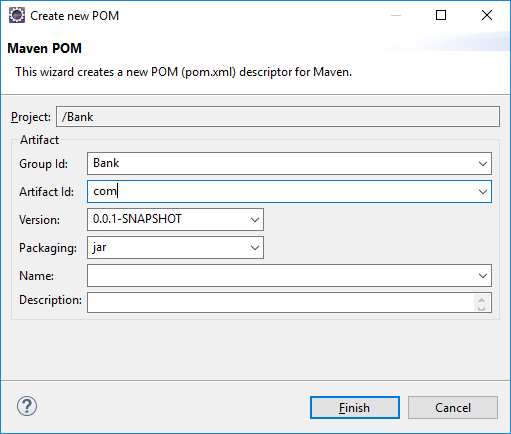 Create new POM
Maven POM
This wizard creates a new POM (pom.xml) descriptor for Maven.
Project: /Bank
Artifact
Group Id: Bank
Artifact Id: com
Version: 0.0.1-SNAPSHOT
Packaging: jar
Name:
Description:
? Finish Cancel